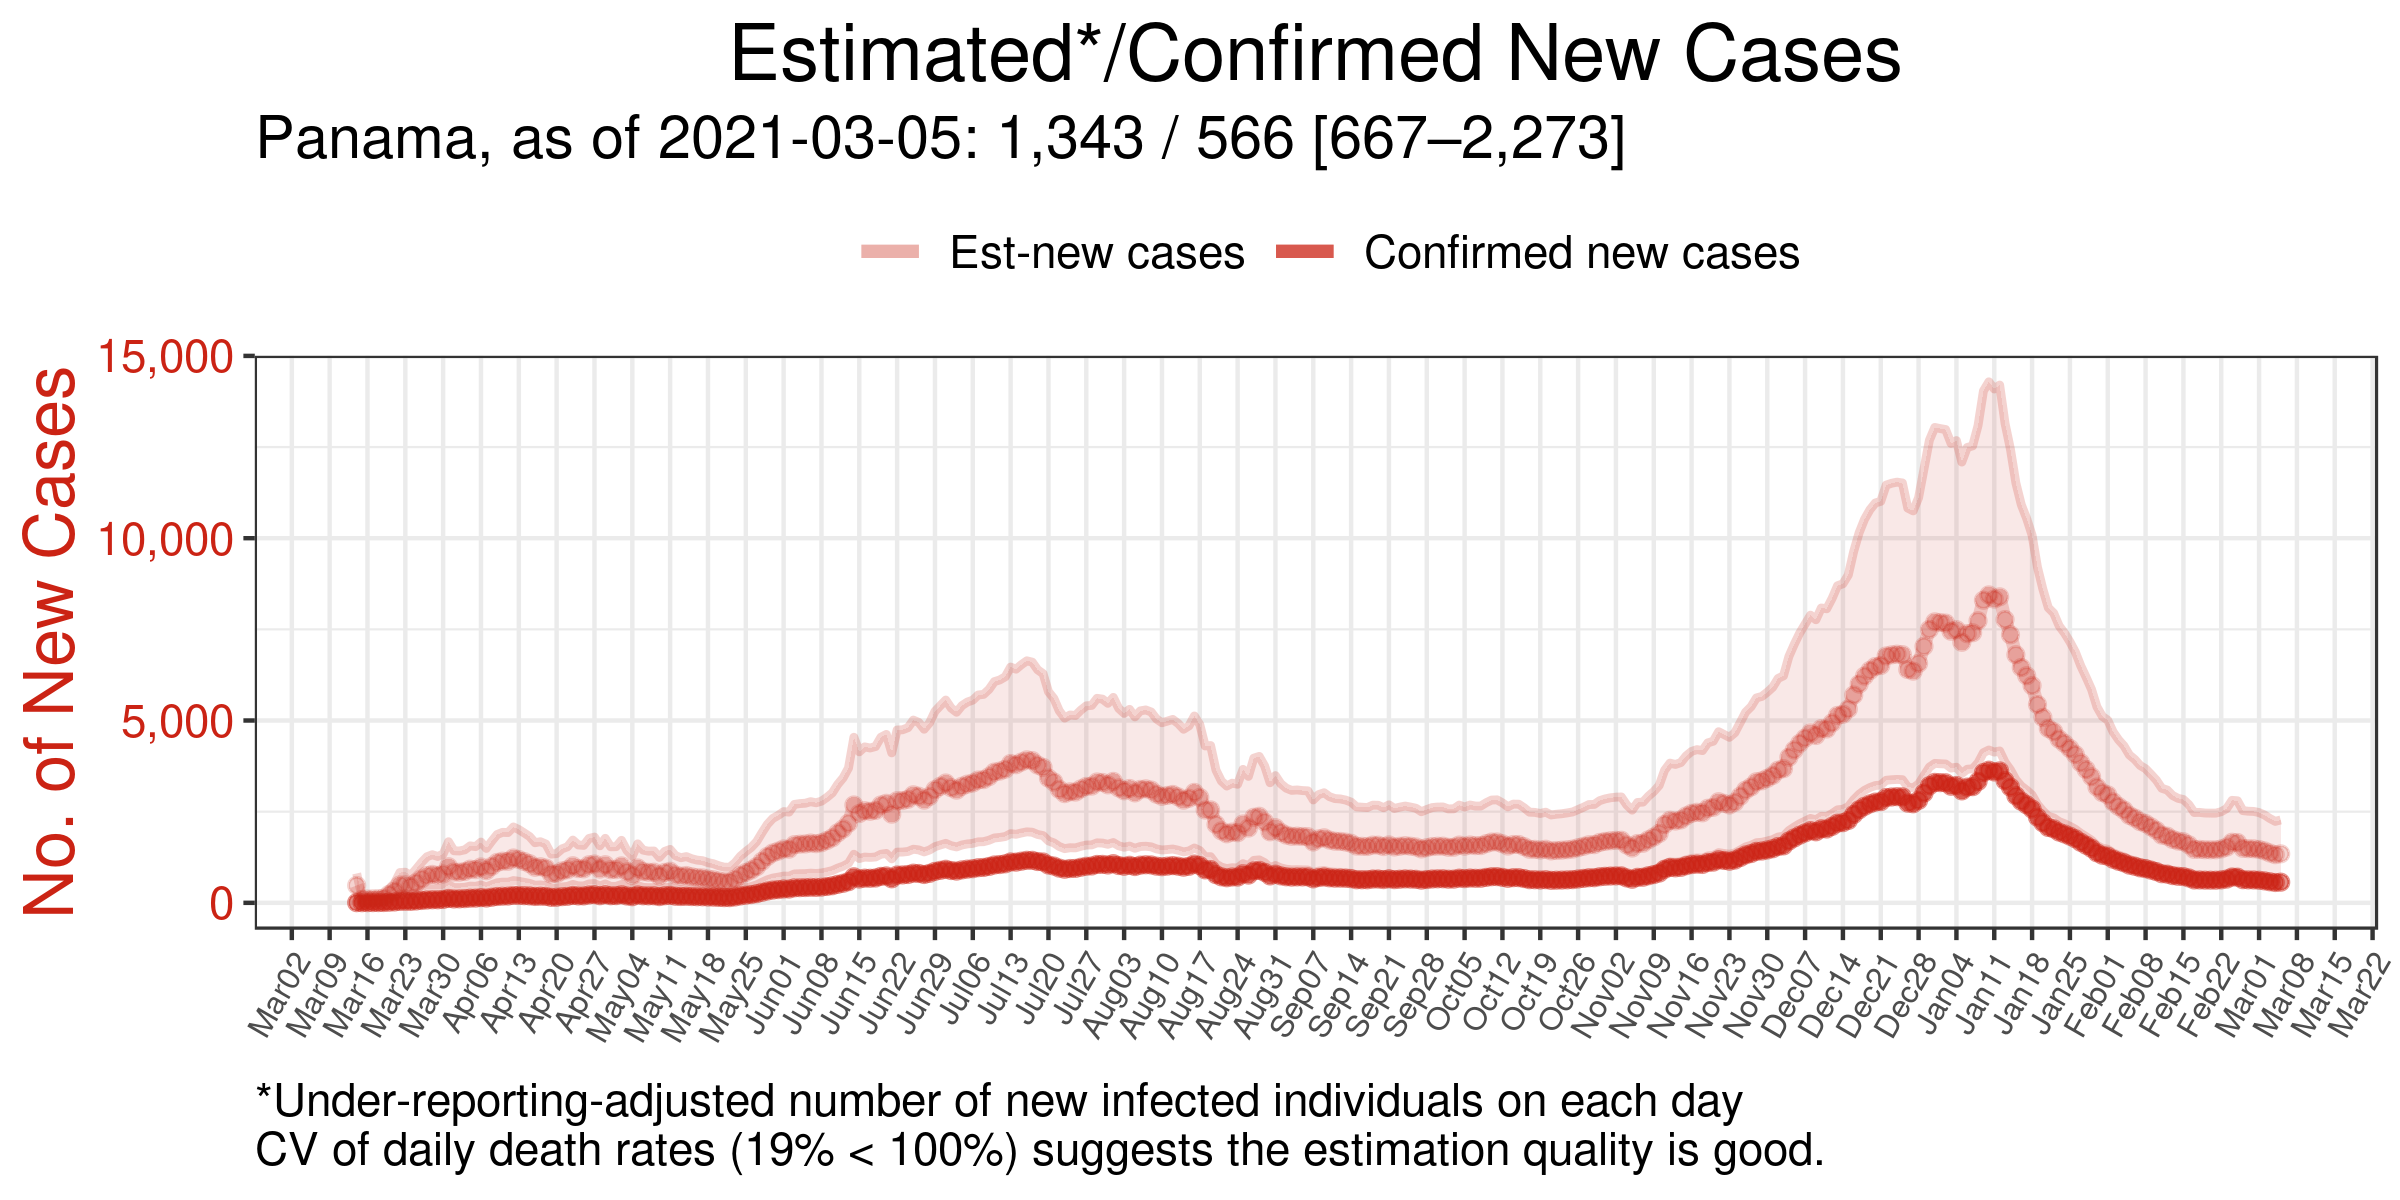 Estimated*/Confirmed New Cases
Panama, as of 2021-03-05: 1,343 / 566 [667–2,273]
Est-new cases Confirmed new cases
No. of New Cases
15,000
10,000
5,000
0
Mar02 Mar09 Mar16 Mar23 Mar30 Apr06 Apr13 Apr20 Apr27 May04 May11 May18 May25 Jun01 Jun08 Jun15 Jun22 Jun29 Jul06 Jul13 Jul20 Jul27 Aug03 Aug10 Aug17 Aug24 Aug31 Sep07 Sep14 Sep21 Sep28 Oct05 Oct12 Oct19 Oct26 Nov02 Nov09 Nov16 Nov23 Nov30 Dec07 Dec14 Dec21 Dec28 Jan04 Jan11 Jan18 Jan25 Feb01 Feb08 Feb15 Feb22 Mar01 Mar08 Mar15 Mar22
*Under-reporting-adjusted number of new infected individuals on each day
CV of daily death rates (19% < 100%) suggests the estimation quality is good.